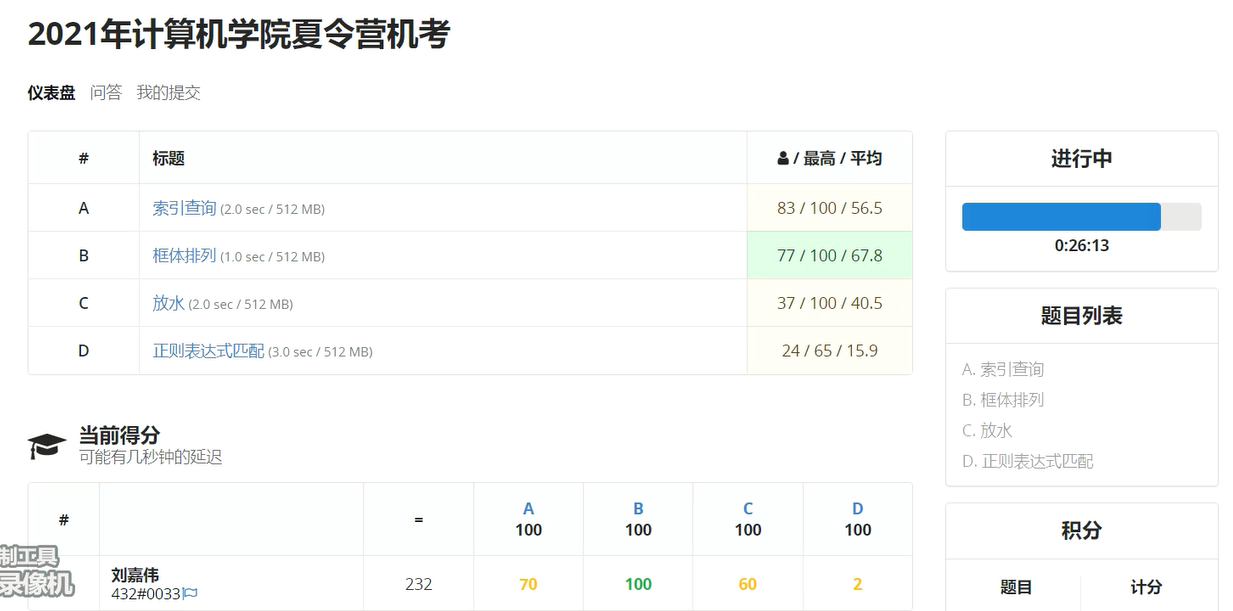 2021年计算机学院夏令营机考
仪表盘 问答 我的提交
# 标题 / 最高 / 平均
A 索引查询 (2.0 sec / 512 MB) 83 / 100 / 56.5
B 框体排列 (1.0 sec / 512 MB) 77 / 100 / 67.8
C 放水 (2.0 sec / 512 MB) 37 / 100 / 40.5
D 正则表达式匹配 (3.0 sec / 512 MB) 24 / 65 / 15.9
进行中
0:26:13
题目列表
A. 索引查询
B. 框体排列
C. 放水
D. 正则表达式匹配
当前得分
可能有几秒钟的延迟
# = A B C D
100 100 100 100
刘嘉伟
432#0033
232 70 100 60 2
积分
题目 计分
制工具
录像机